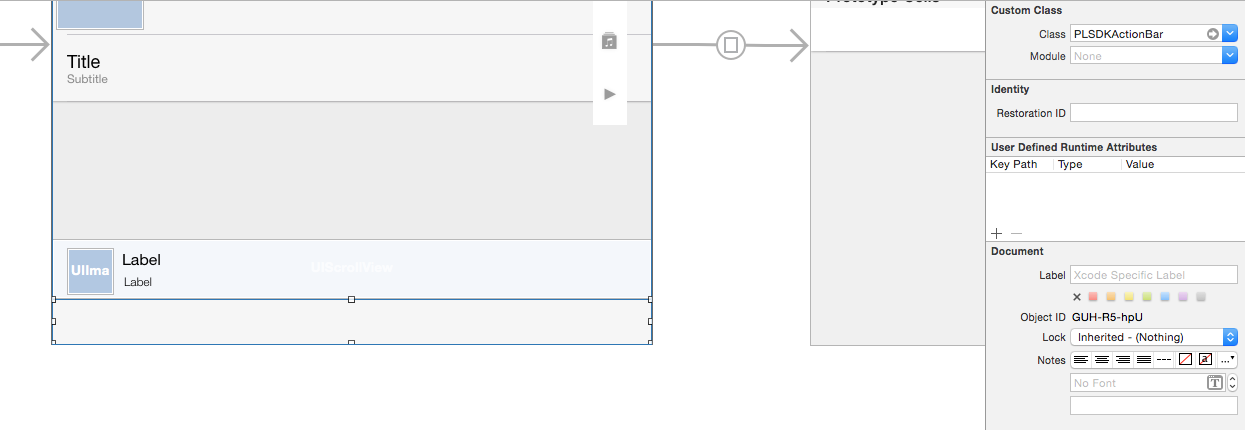 Prototype Cells
Title
Subtitle
UIIma
Label
Label
UIScrollView
Custom Class
Class PLSDKActionBar
Module None
Identity
Restoration ID
User Defined Runtime Attributes
Key Path Type Value
Document
Label Xcode Specific Label
Object ID GUH-R5-hpU
Lock Inherited - (Nothing)
Notes a ...
No Font T